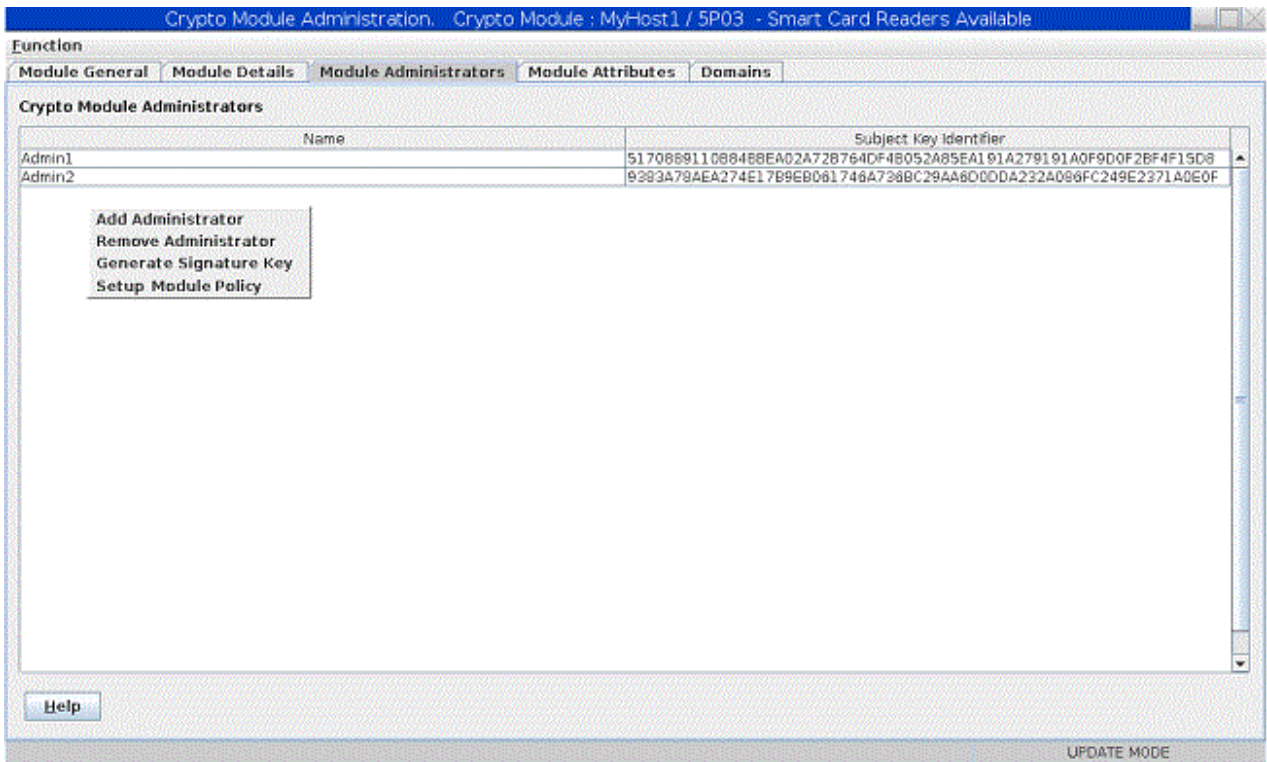 Crypto Module Administration. Crypto Module : MyHost1 / 5P03 - Smart Card Readers Available
Function
Module General Module Details Module Administrators Module Attributes Domains
Crypto Module Administrators
Name Subject Key Identifier
Admin1 5170889110884B8EA02A72B764DF4B052A85EA191A279191A0F9D0F2BF4F15D8
Admin2 9383A78AEA274E17B9EB061746A736BC29AA6D0DDA232A086FC249E2371A0E0F
Add Administrator
Remove Administrator
Generate Signature Key
Setup Module Policy
Help
UPDATE MODE